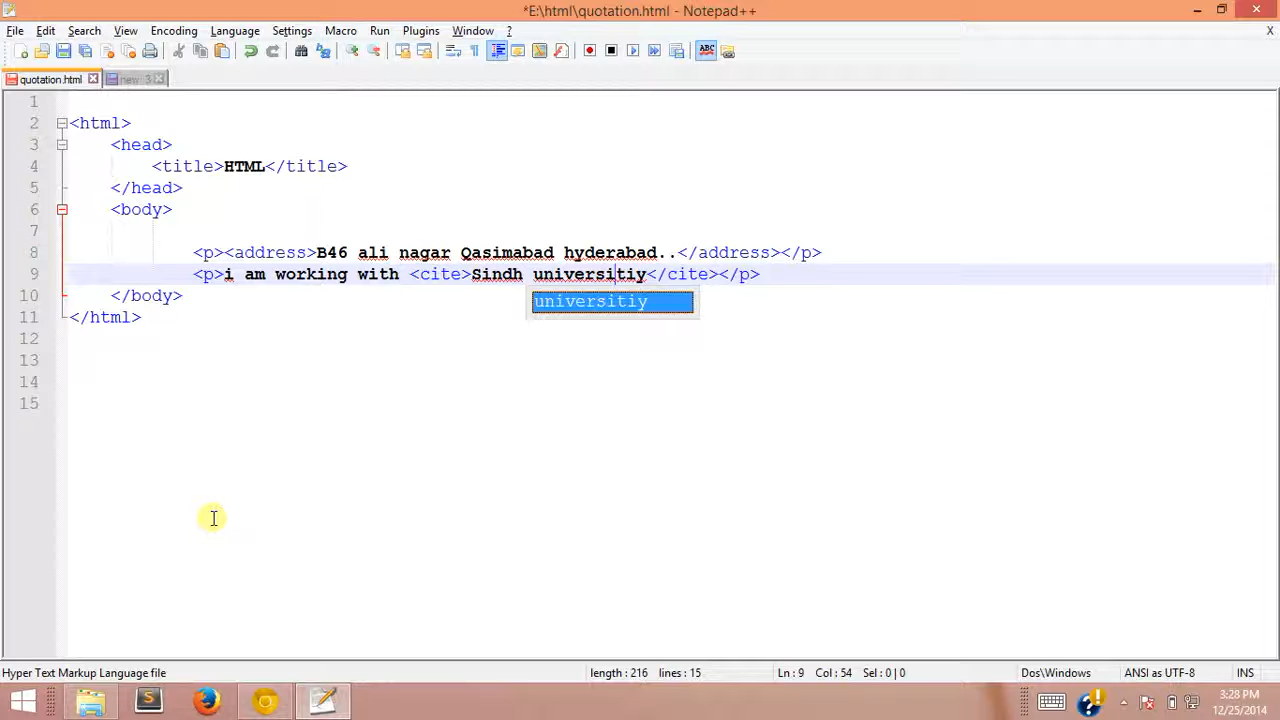 *E:\html\quotation.html - Notepad++
File Edit Search View Encoding Language Settings Macro Run Plugins Window ? X
ABC
quotation.html new 3
1
2 <html>
3 <head>
4 <title>HTML</title>
5 </head>
6 <body>
7
8 <p><address>B46 ali nagar Qasimabad hyderabad..</address></p>
9 <p>i am working with <cite>Sindh universitiy</cite></p>
universitiy
10 </body>
11 </html>
12
13
14
15
Hyper Text Markup Language file length : 216 lines : 15 Ln : 9 Col : 54 Sel : 0 | 0 Dos\Windows ANSI as UTF-8 INS
3:28 PM
12/25/2014